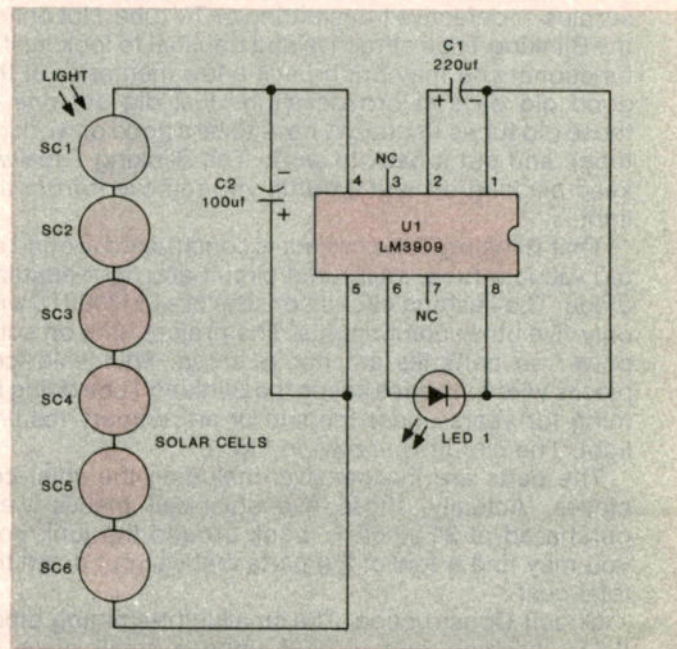 LIGHT
SC1
SC2
SC3
SC4
SC5
SC6
SOLAR CELLS
C2
100uf
-
+
C1
220uf
+ -
NC
4 3 2 1
U1
LM3909
5 6 7 8
NC
LED 1